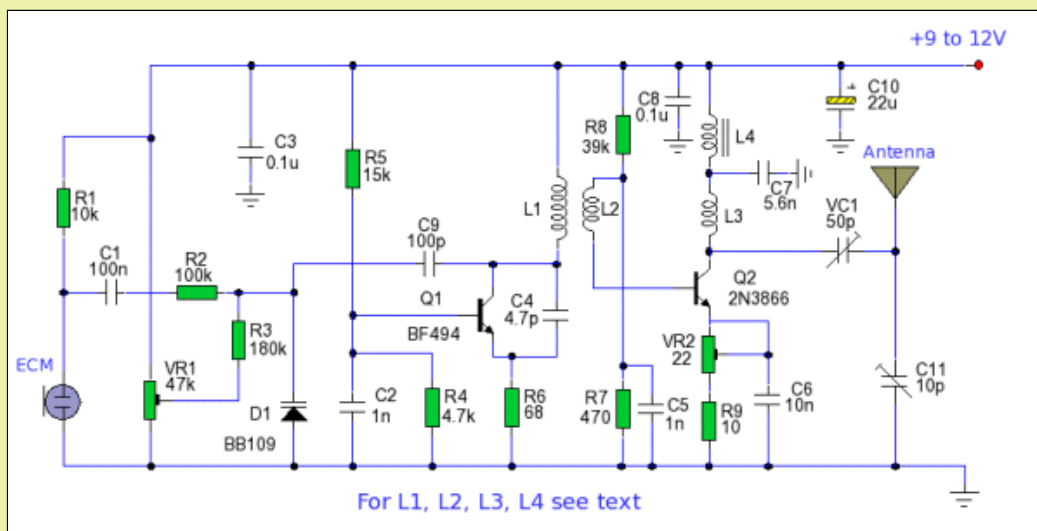 +9 to 12V
C10
22u
+
C8
0.1u
R8
39k
L4
C3
0.1u
R5
15k
Antenna
R1
10k
C7
5.6n
L1
L2
L3
VC1
50p
C9
100p
C1
100n
R2
100k
Q2
2N3866
Q1
BF494
C4
4.7p
R3
180k
VR2
22
ECM
VR1
47k
C11
10p
D1
BB109
C2
1n
R4
4.7k
R6
68
R7
470
C5
1n
R9
10
C6
10n
For L1, L2, L3, L4 see text